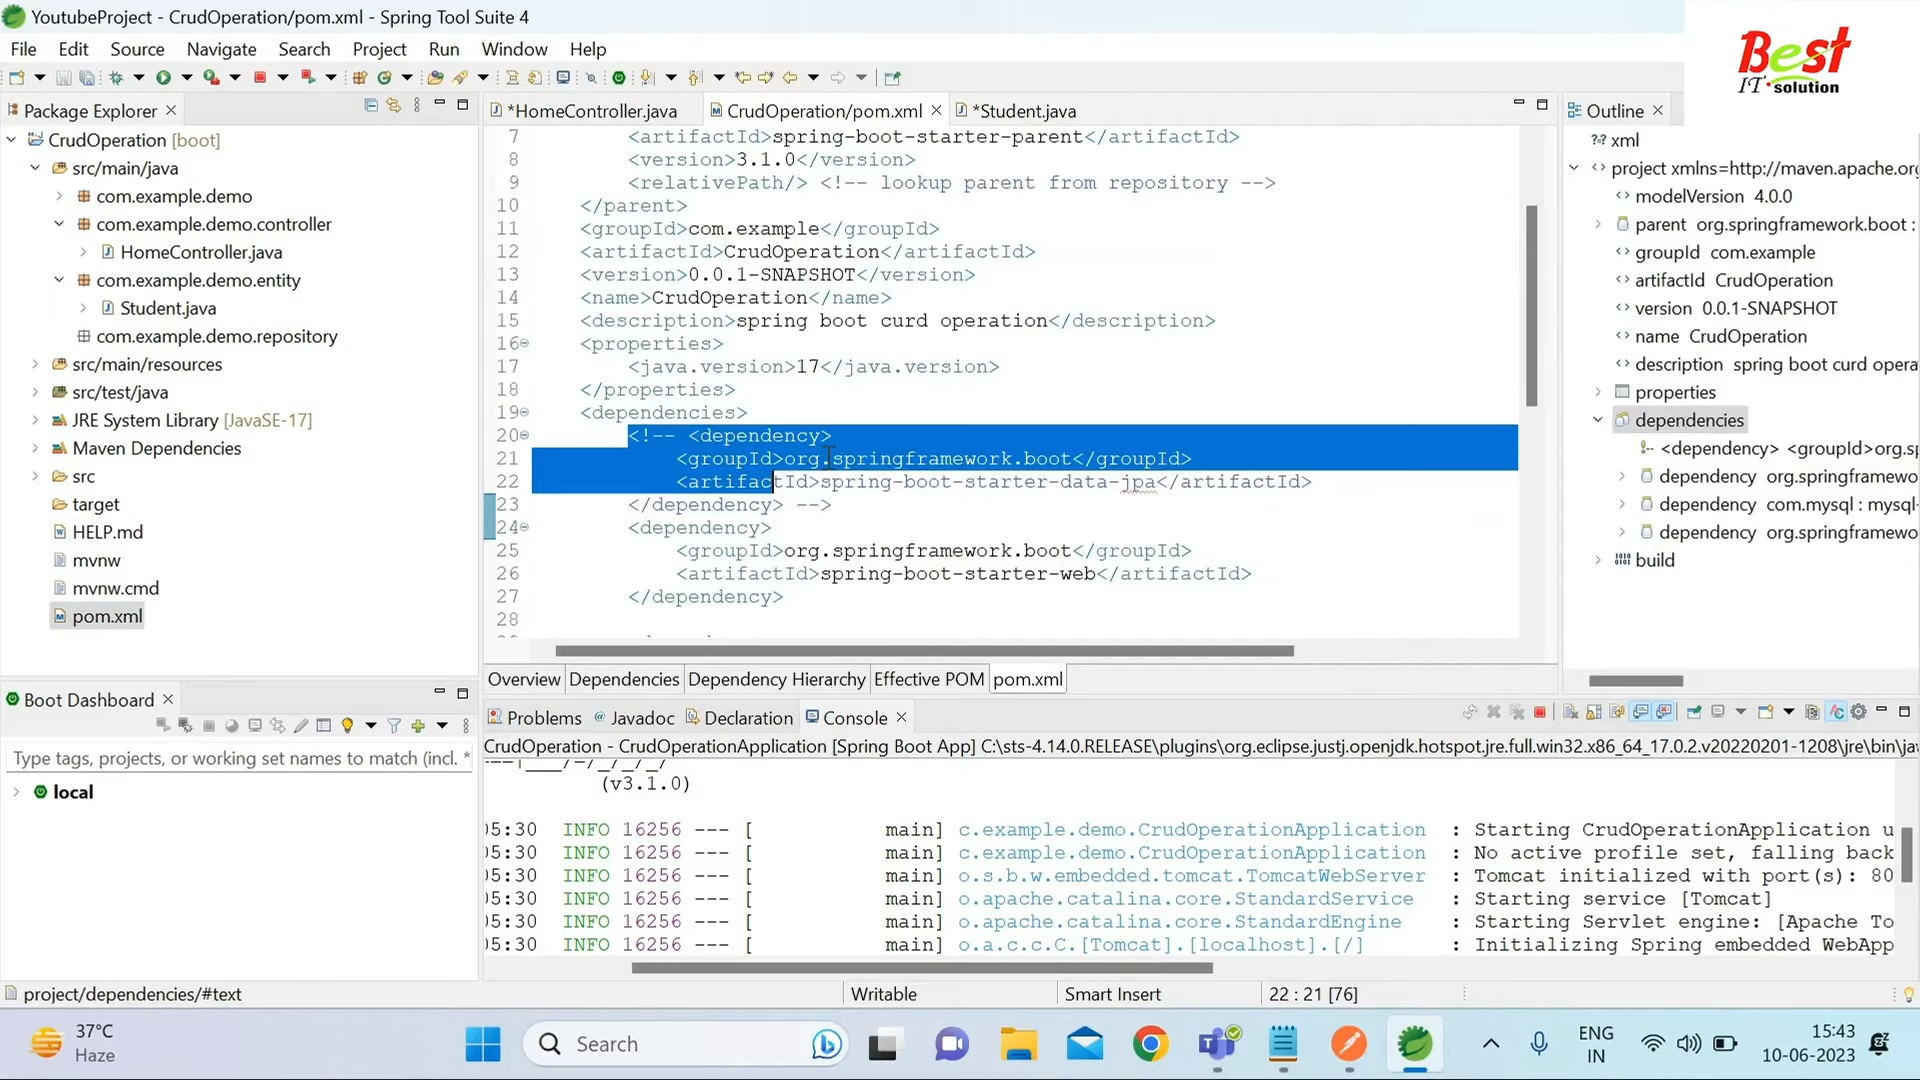 YoutubeProject - CrudOperation/pom.xml - Spring Tool Suite 4
Best
IT solution
File Edit Source Navigate Search Project Run Window Help
Package Explorer
CrudOperation [boot]
src/main/java
com.example.demo
com.example.demo.controller
HomeController.java
com.example.demo.entity
Student.java
com.example.demo.repository
src/main/resources
src/test/java
JRE System Library [JavaSE-17]
Maven Dependencies
src
target
HELP.md
mvnw
mvnw.cmd
pom.xml
*HomeController.java CrudOperation/pom.xml *Student.java
7 <artifactId>spring-boot-starter-parent</artifactId>
8 <version>3.1.0</version>
9 <relativePath/> <!-- lookup parent from repository -->
10 </parent>
11 <groupId>com.example</groupId>
12 <artifactId>CrudOperation</artifactId>
13 <version>0.0.1-SNAPSHOT</version>
14 <name>CrudOperation</name>
15 <description>spring boot curd operation</description>
16 <properties>
17 <java.version>17</java.version>
18 </properties>
19 <dependencies>
20 <!-- <dependency>
21 <groupId>org.springframework.boot</groupId>
22 <artifactId>spring-boot-starter-data-jpa</artifactId>
23 </dependency> -->
24 <dependency>
25 <groupId>org.springframework.boot</groupId>
26 <artifactId>spring-boot-starter-web</artifactId>
27 </dependency>
28
Overview Dependencies Dependency Hierarchy Effective POM pom.xml
Outline
xml
project xmlns=http://maven.apache.org
modelVersion 4.0.0
parent org.springframework.boot :
groupId com.example
artifactId CrudOperation
version 0.0.1-SNAPSHOT
name CrudOperation
description spring boot curd opera
properties
dependencies
<dependency> <groupId>org.s
dependency org.springframewo
dependency com.mysql : mysql-
dependency org.springframewo
build
Boot Dashboard
Type tags, projects, or working set names to match (incl. *
local
Problems Javadoc Declaration Console
CrudOperation - CrudOperationApplication [Spring Boot App] C:\sts-4.14.0.RELEASE\plugins\org.eclipse.justj.openjdk.hotspot.jre.full.win32.x86_64_17.0.2.v20220201-1208\jre\bin\jav
(v3.1.0)
05:30 INFO 16256 --- [ main] c.example.demo.CrudOperationApplication : Starting CrudOperationApplication u
05:30 INFO 16256 --- [ main] c.example.demo.CrudOperationApplication : No active profile set, falling back
05:30 INFO 16256 --- [ main] o.s.b.w.embedded.tomcat.TomcatWebServer : Tomcat initialized with port(s): 80
05:30 INFO 16256 --- [ main] o.apache.catalina.core.StandardService : Starting service [Tomcat]
05:30 INFO 16256 --- [ main] o.apache.catalina.core.StandardEngine : Starting Servlet engine: [Apache To
05:30 INFO 16256 --- [ main] o.a.c.c.C.[Tomcat].[localhost].[/] : Initializing Spring embedded WebApp
project/dependencies/#text Writable Smart Insert 22 : 21 [76]
37°C
Haze
Search
ENG
IN
15:43
10-06-2023